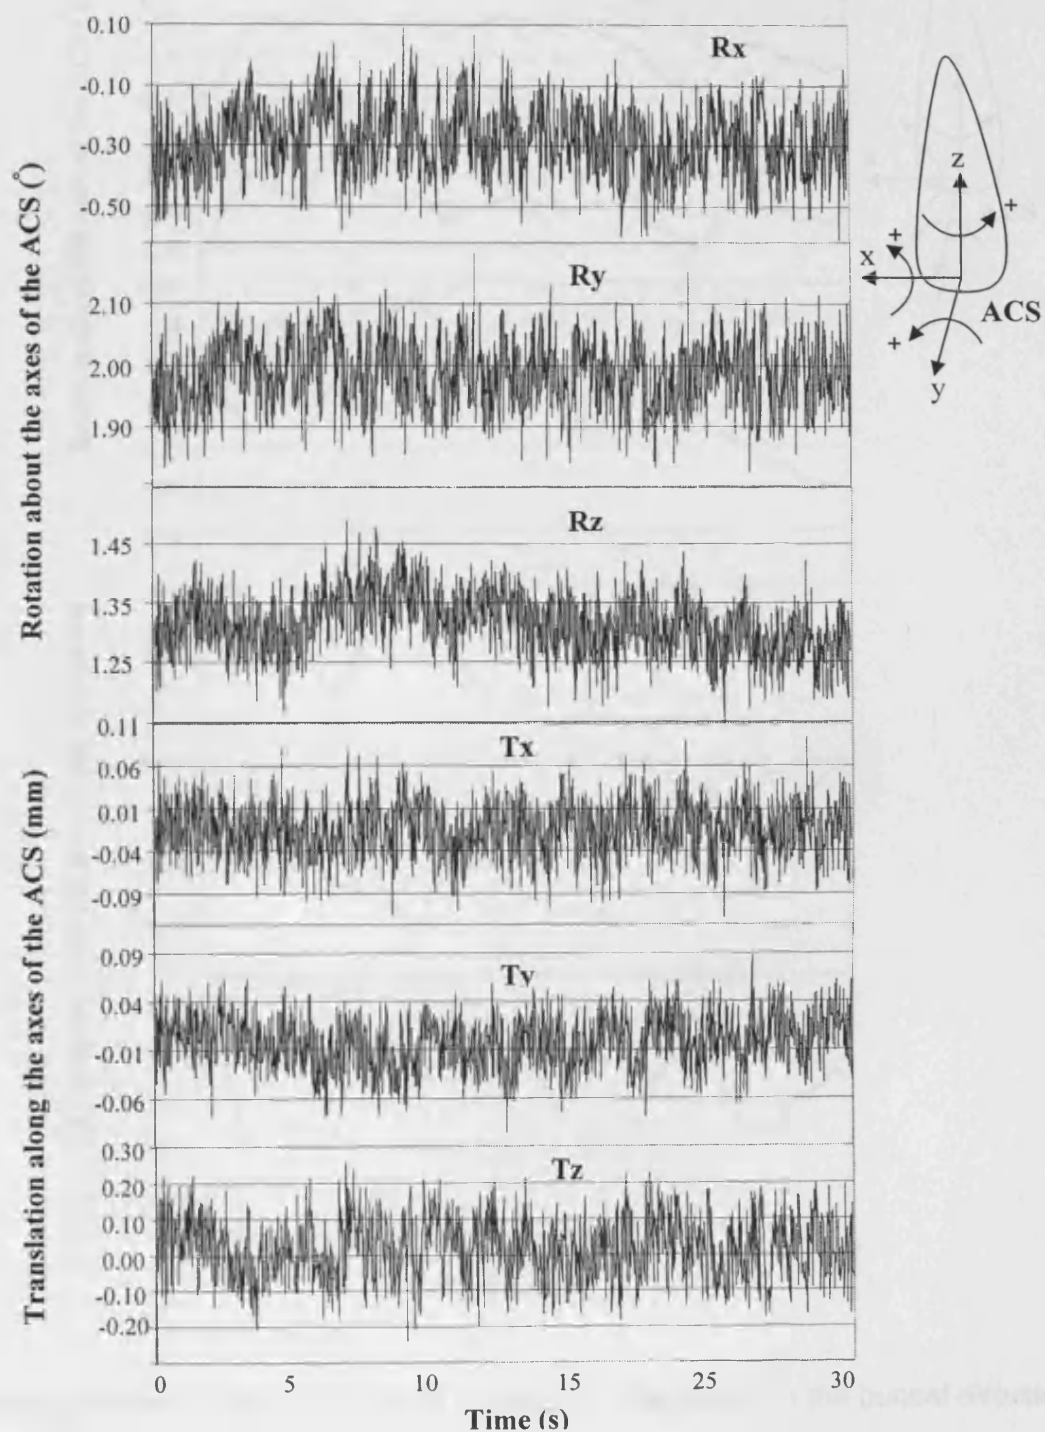 Rotation about the axes of the ACS (°)
Translation along the axes of the ACS (mm)
Rx
0.10
-0.10
-0.30
-0.50
Ry
2.10
2.00
1.90
Rz
1.45
1.35
1.25
Tx
0.11
0.06
0.01
-0.04
-0.09
Ty
0.09
0.04
-0.01
-0.06
Tz
0.30
0.20
0.10
0.00
-0.10
-0.20
0 5 10 15 20 25 30
Time (s)
z
+
+
x
ACS
+
y